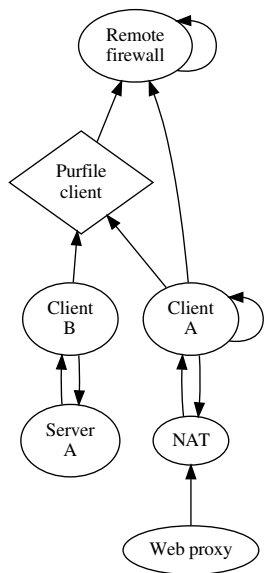 Remote
firewall
Purfile
client
Client
B
Client
A
Server
A
NAT
Web proxy